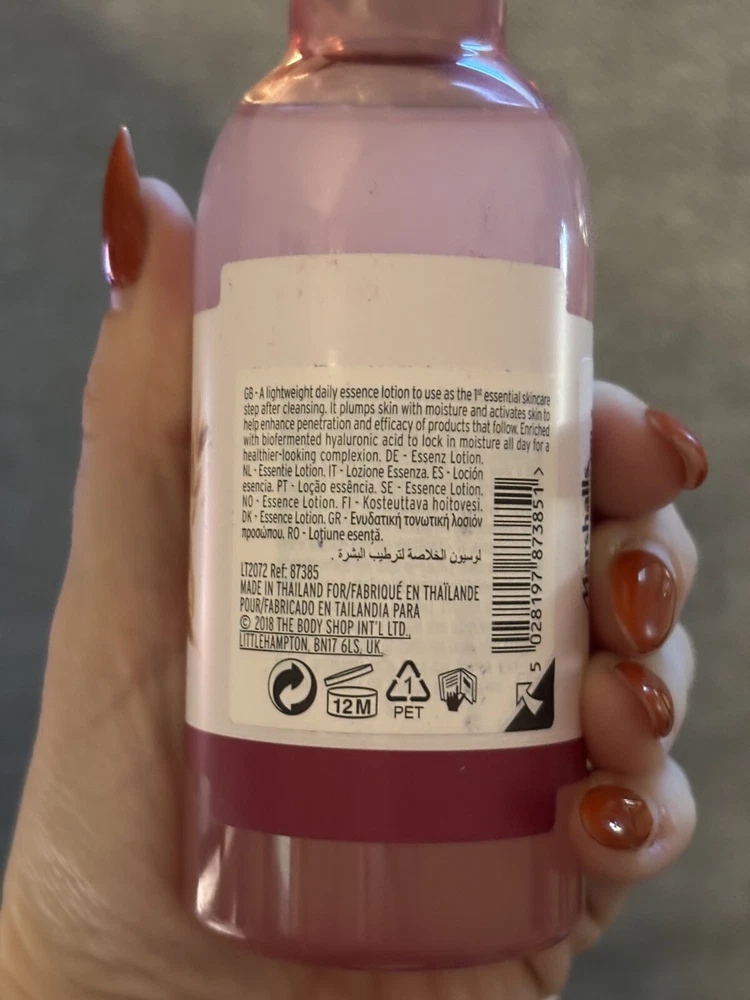 GB - A lightweight daily essence lotion to use as the 1st essential skincare
step after cleansing. It plumps skin with moisture and activates skin to
help enhance penetration and efficacy of products that follow. Enriched
with biofermented hyaluronic acid to lock in moisture all day for a
healthier-looking complexion. DE - Essenz Lotion.
NL - Essentie Lotion. IT - Lozione Essenza. ES - Loción
esencia. PT - Loção essência. SE - Essence Lotion.
NO - Essence Lotion. FI - Kosteuttava hoitovesi.
DK - Essence Lotion. GR - Ενυδατική τονωτική λοσιόν
προσώπου. RO - Loțiune esență.
لوسيون الخلاصة لترطيب البشرة .
LT2072 Ref: 87385
MADE IN THAILAND FOR/FABRIQUÉ EN THAÏLANDE
POUR/FABRICADO EN TAILANDIA PARA
© 2018 THE BODY SHOP INT'L LTD.,
LITTLEHAMPTON, BN17 6LS, UK.
12M
1
PET
5 028197 873851 >
Marshalls